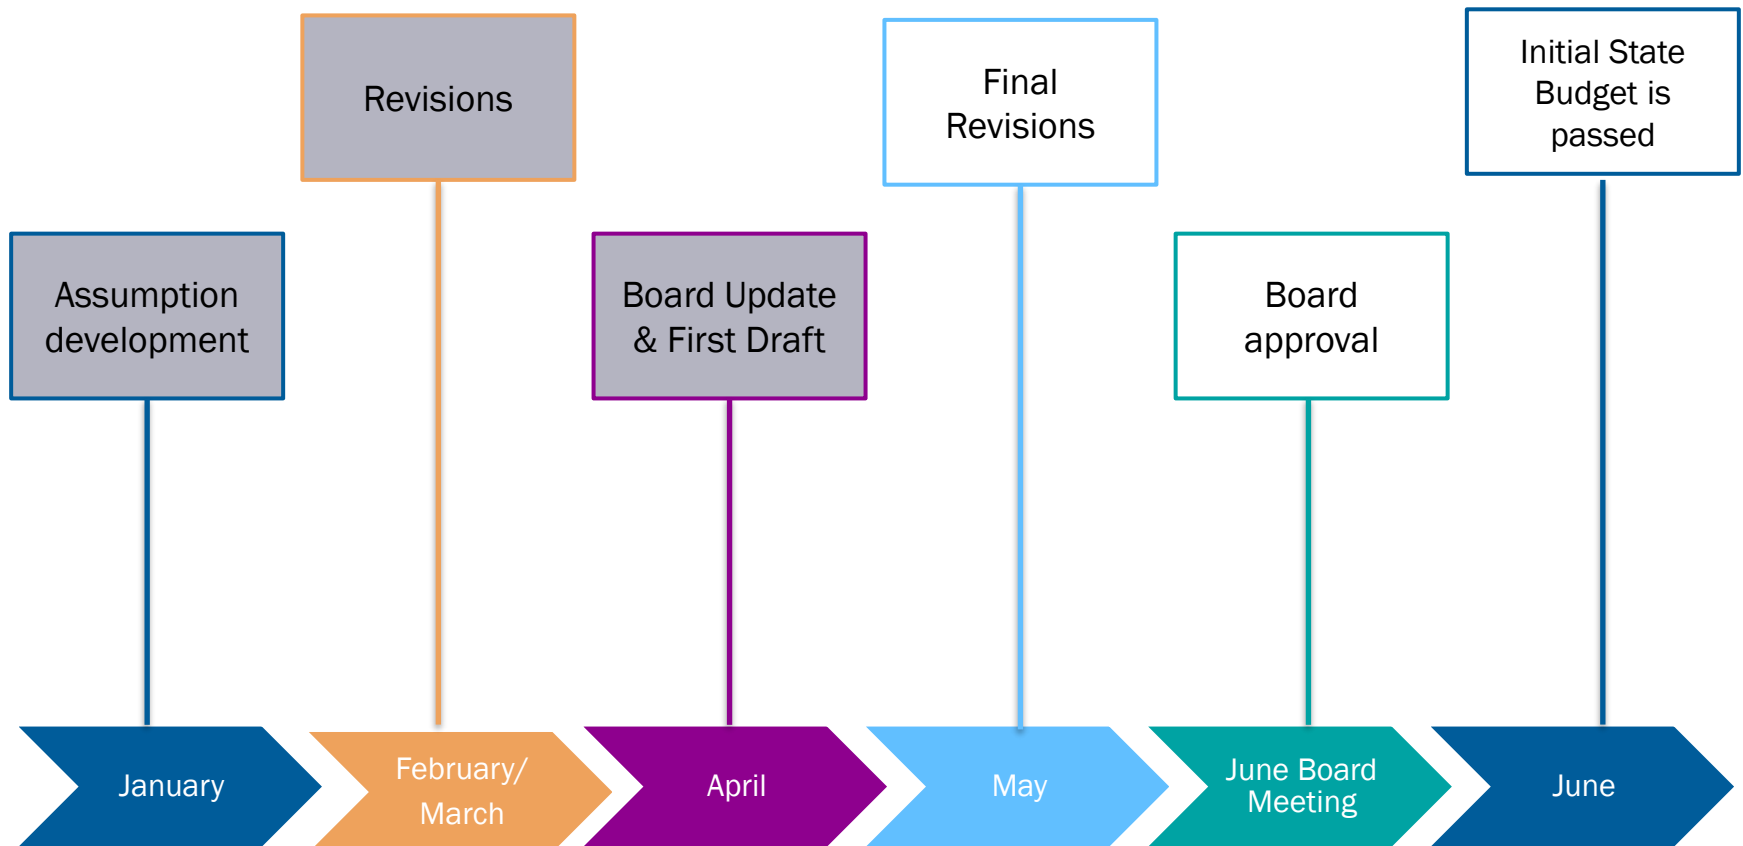 Revisions
Final
Revisions
Initial State
Budget is
passed
Assumption
development
Board Update
& First Draft
Board
approval
January
February/
March
April
May
June Board
Meeting
June